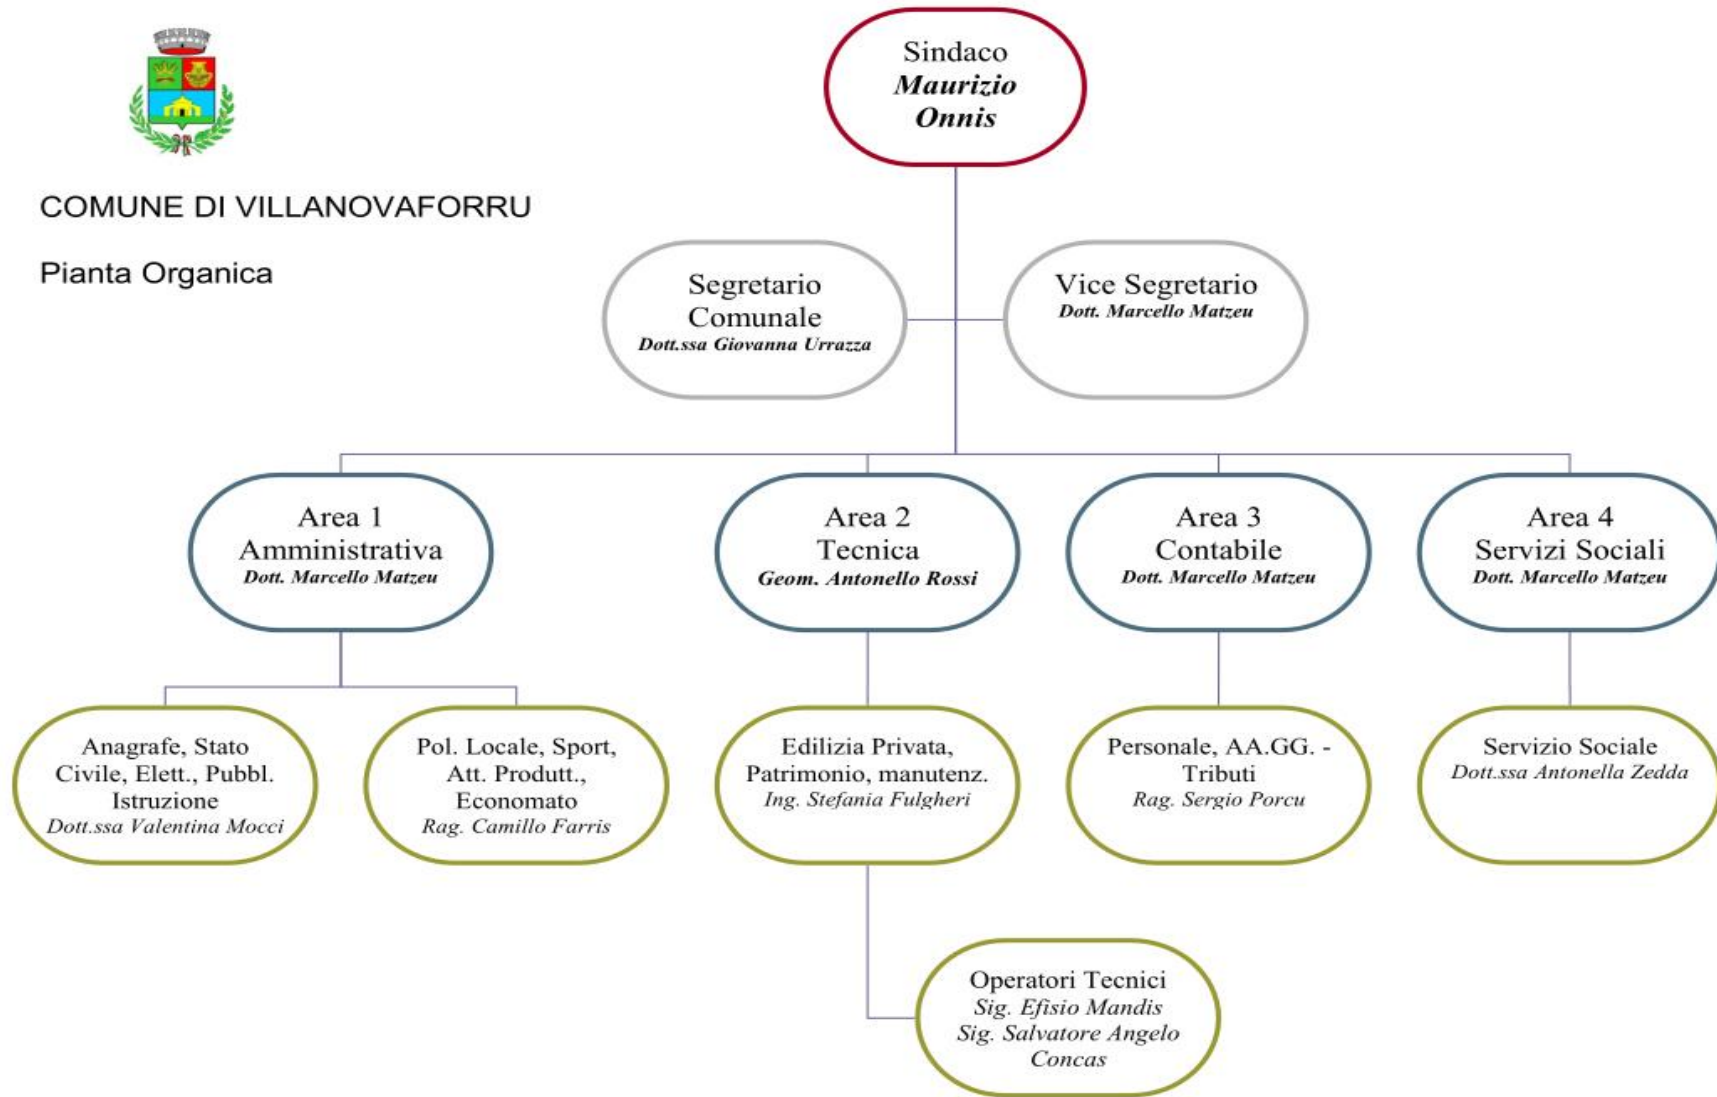 Sindaco
Maurizio
Onnis
COMUNE DI VILLANOVAFORRU
Pianta Organica
Segretario
Comunale
Dott.ssa Giovanna Urrazza
Vice Segretario
Dott. Marcello Matzeu
Area 1
Amministrativa
Dott. Marcello Matzeu
Area 2
Tecnica
Geom. Antonello Rossi
Area 3
Contabile
Dott. Marcello Matzeu
Area 4
Servizi Sociali
Dott. Marcello Matzeu
Anagrafe, Stato
Civile, Elett., Pubbl.
Istruzione
Dott.ssa Valentina Mocci
Pol. Locale, Sport,
Att. Produtt.,
Economato
Rag. Camillo Farris
Edilizia Privata,
Patrimonio, manutenz.
Ing. Stefania Fulgheri
Personale, AA.GG. -
Tributi
Rag. Sergio Porcu
Servizio Sociale
Dott.ssa Antonella Zedda
Operatori Tecnici
Sig. Efisio Mandis
Sig. Salvatore Angelo
Concas